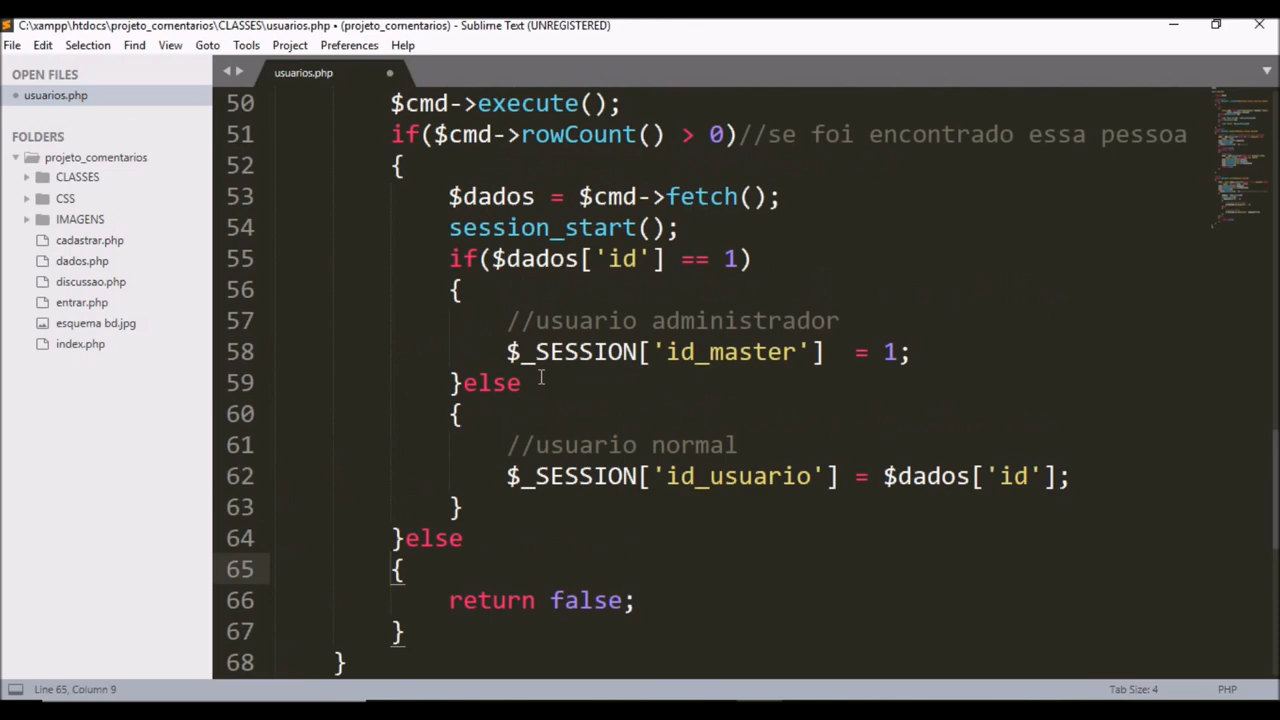 C:\xampp\htdocs\projeto_comentarios\CLASSES\usuarios.php • (projeto_comentarios) - Sublime Text (UNREGISTERED)
File Edit Selection Find View Goto Tools Project Preferences Help
OPEN FILES
usuarios.php
FOLDERS
projeto_comentarios
CLASSES
CSS
IMAGENS
cadastrar.php
dados.php
discussao.php
entrar.php
esquema bd.jpg
index.php
usuarios.php
50 $cmd->execute();
51 if($cmd->rowCount() > 0)//se foi encontrado essa pessoa
52 {
53 $dados = $cmd->fetch();
54 session_start();
55 if($dados['id'] == 1)
56 {
57 //usuario administrador
58 $_SESSION['id_master']  = 1;
59 }else
60 {
61 //usuario normal
62 $_SESSION['id_usuario'] = $dados['id'];
63 }
64 }else
65 {
66 return false;
67 }
68 }
Line 65, Column 9
Tab Size: 4
PHP